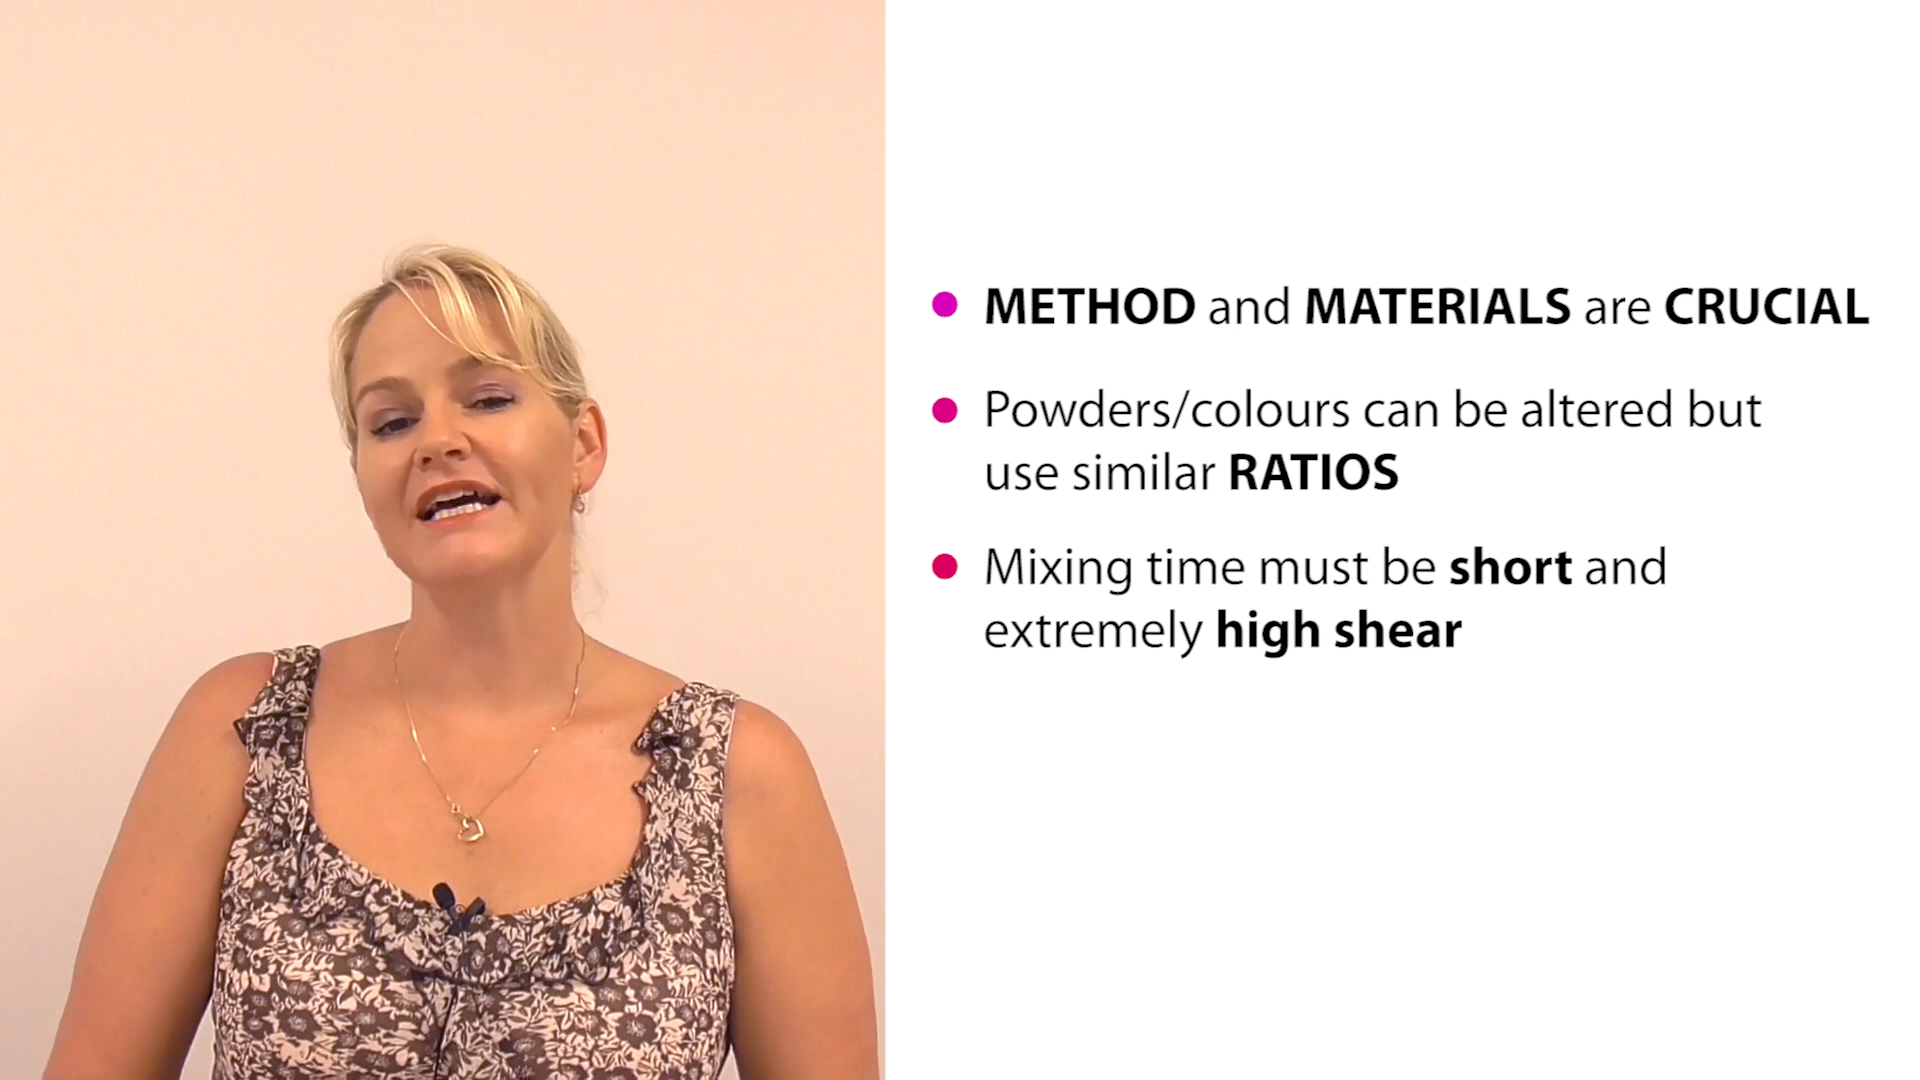 METHOD and MATERIALS are CRUCIAL
Powders/colours can be altered but
use similar RATIOS
Mixing time must be short and
extremely high shear